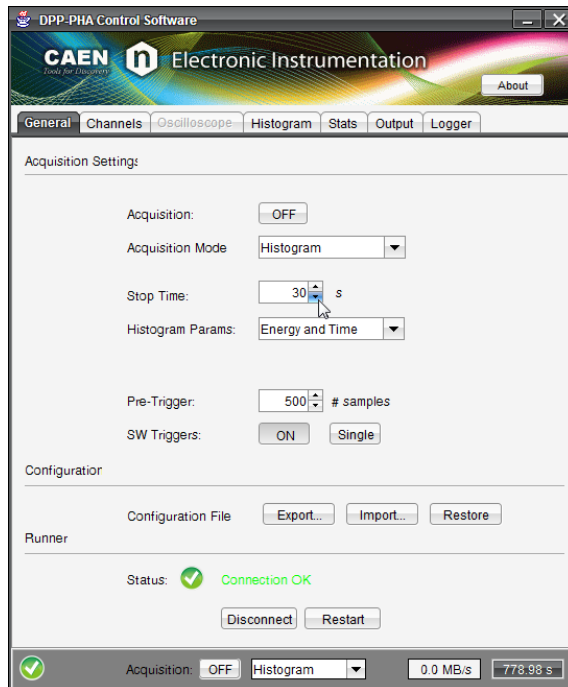 DPP-PHA Control Software
CAEN n Electronic Instrumentation
Tools for Discovery
About
General Channels Oscilloscope Histogram Stats Output Logger
Acquisition Settings
Acquisition: OFF
Acquisition Mode Histogram
Stop Time: 30 s
Histogram Params: Energy and Time
Pre-Trigger: 500 # samples
SW Triggers: ON Single
Configuration
Configuration File Export... Import... Restore
Runner
Status: Connection OK
Disconnect Restart
Acquisition: OFF Histogram 0.0 MB/s 778.98 s